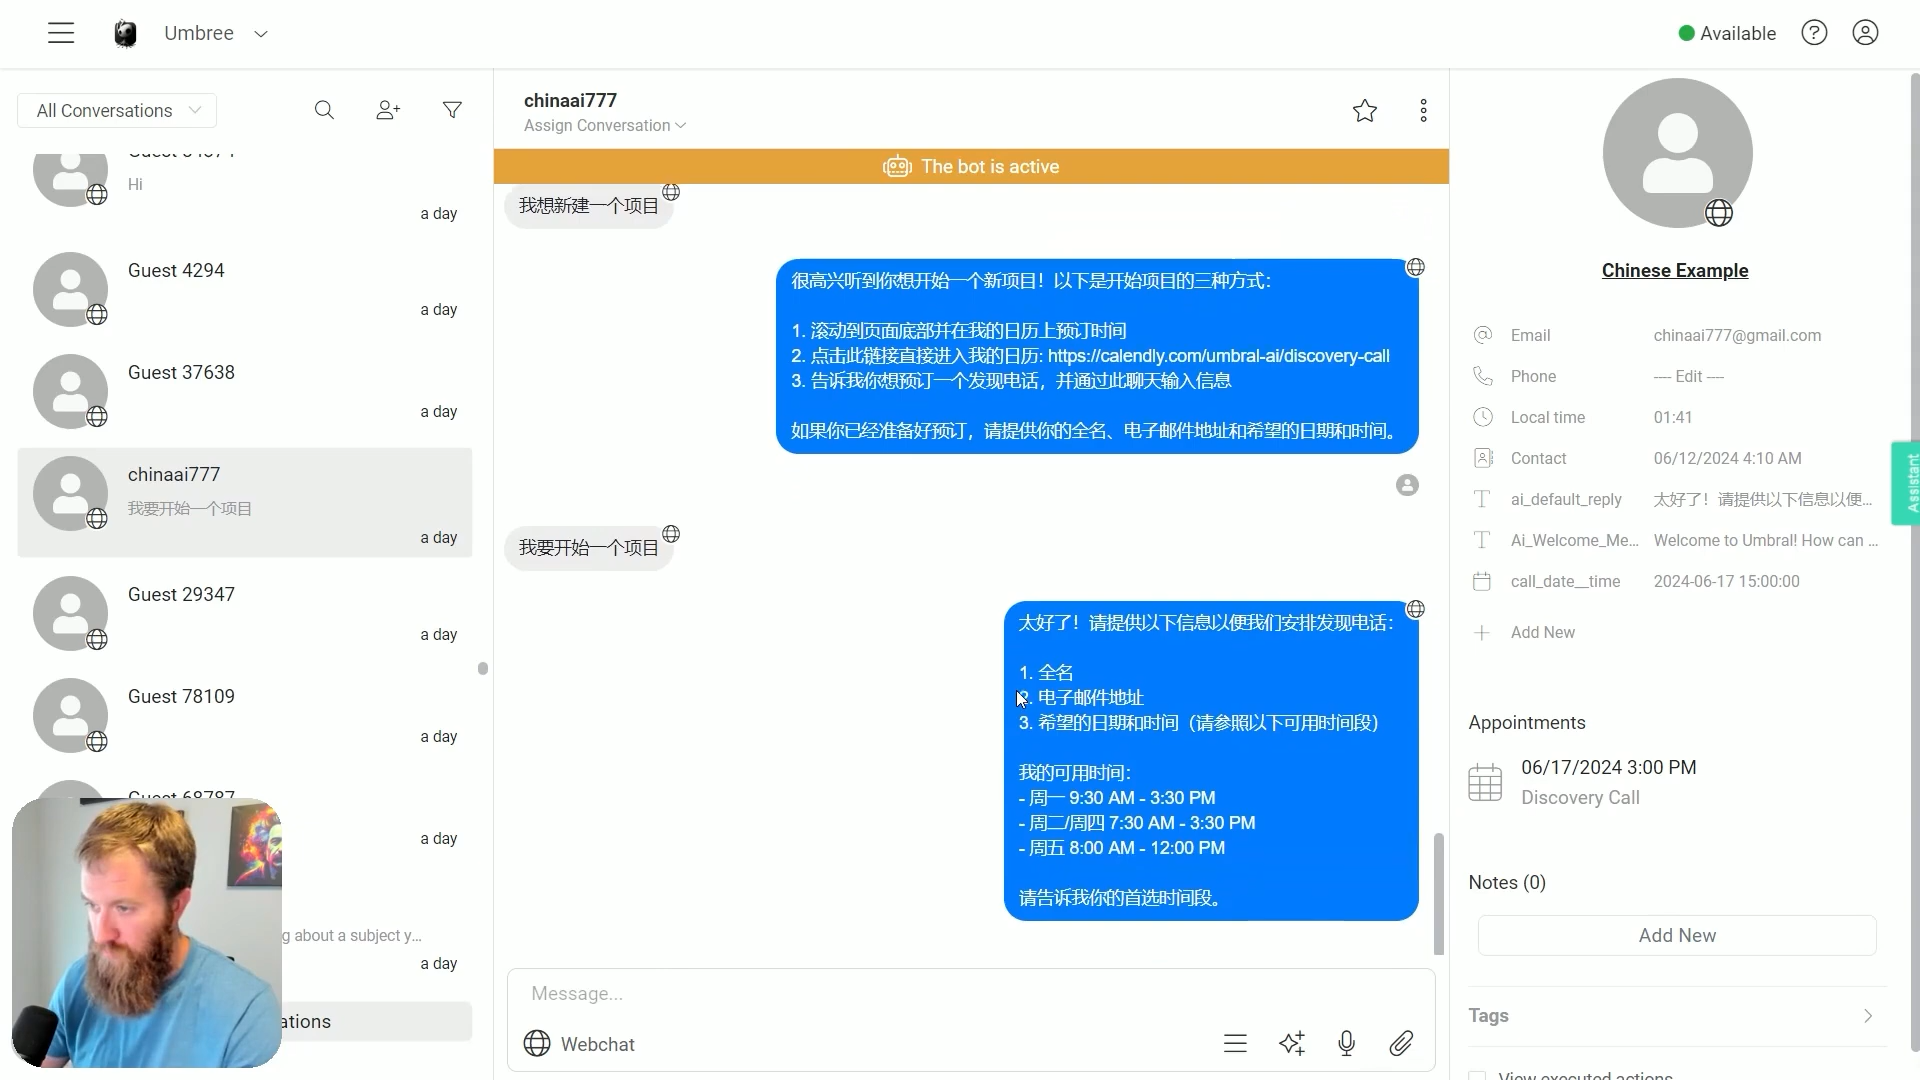 Umbree
Available
All Conversations
Hi
a day
Guest 4294
a day
Guest 37638
a day
chinaai777
我要开始一个项目
a day
Guest 29347
a day
Guest 78109
a day
Guest 68787
a day
g about a subject y...
a day
ations
chinaai777
Assign Conversation
The bot is active
我想新建一个项目
很高兴听到你想开始一个新项目！以下是开始项目的三种方式：
1. 滚动到页面底部并在我的日历上预订时间
2. 点击此链接直接进入我的日历: https://calendly.com/umbral-ai/discovery-call
3. 告诉我你想预订一个发现电话，并通过此聊天输入信息
如果你已经准备好预订，请提供你的全名、电子邮件地址和希望的日期和时间。
我要开始一个项目
太好了！请提供以下信息以便我们安排发现电话：
1. 全名
2. 电子邮件地址
3. 希望的日期和时间（请参照以下可用时间段）
我的可用时间：
- 周一 9:30 AM - 3:30 PM
- 周二/周四 7:30 AM - 3:30 PM
- 周五 8:00 AM - 12:00 PM
请告诉我你的首选时间段。
Message...
Webchat
Chinese Example
Email chinaai777@gmail.com
Phone ---- Edit ----
Local time 01:41
Contact 06/12/2024 4:10 AM
ai_default_reply 太好了！请提供以下信息以便...
Ai_Welcome_Me... Welcome to Umbral! How can ...
call_date__time 2024-06-17 15:00:00
Add New
Assistant
Appointments
06/17/2024 3:00 PM
Discovery Call
Notes (0)
Add New
Tags
View executed actions